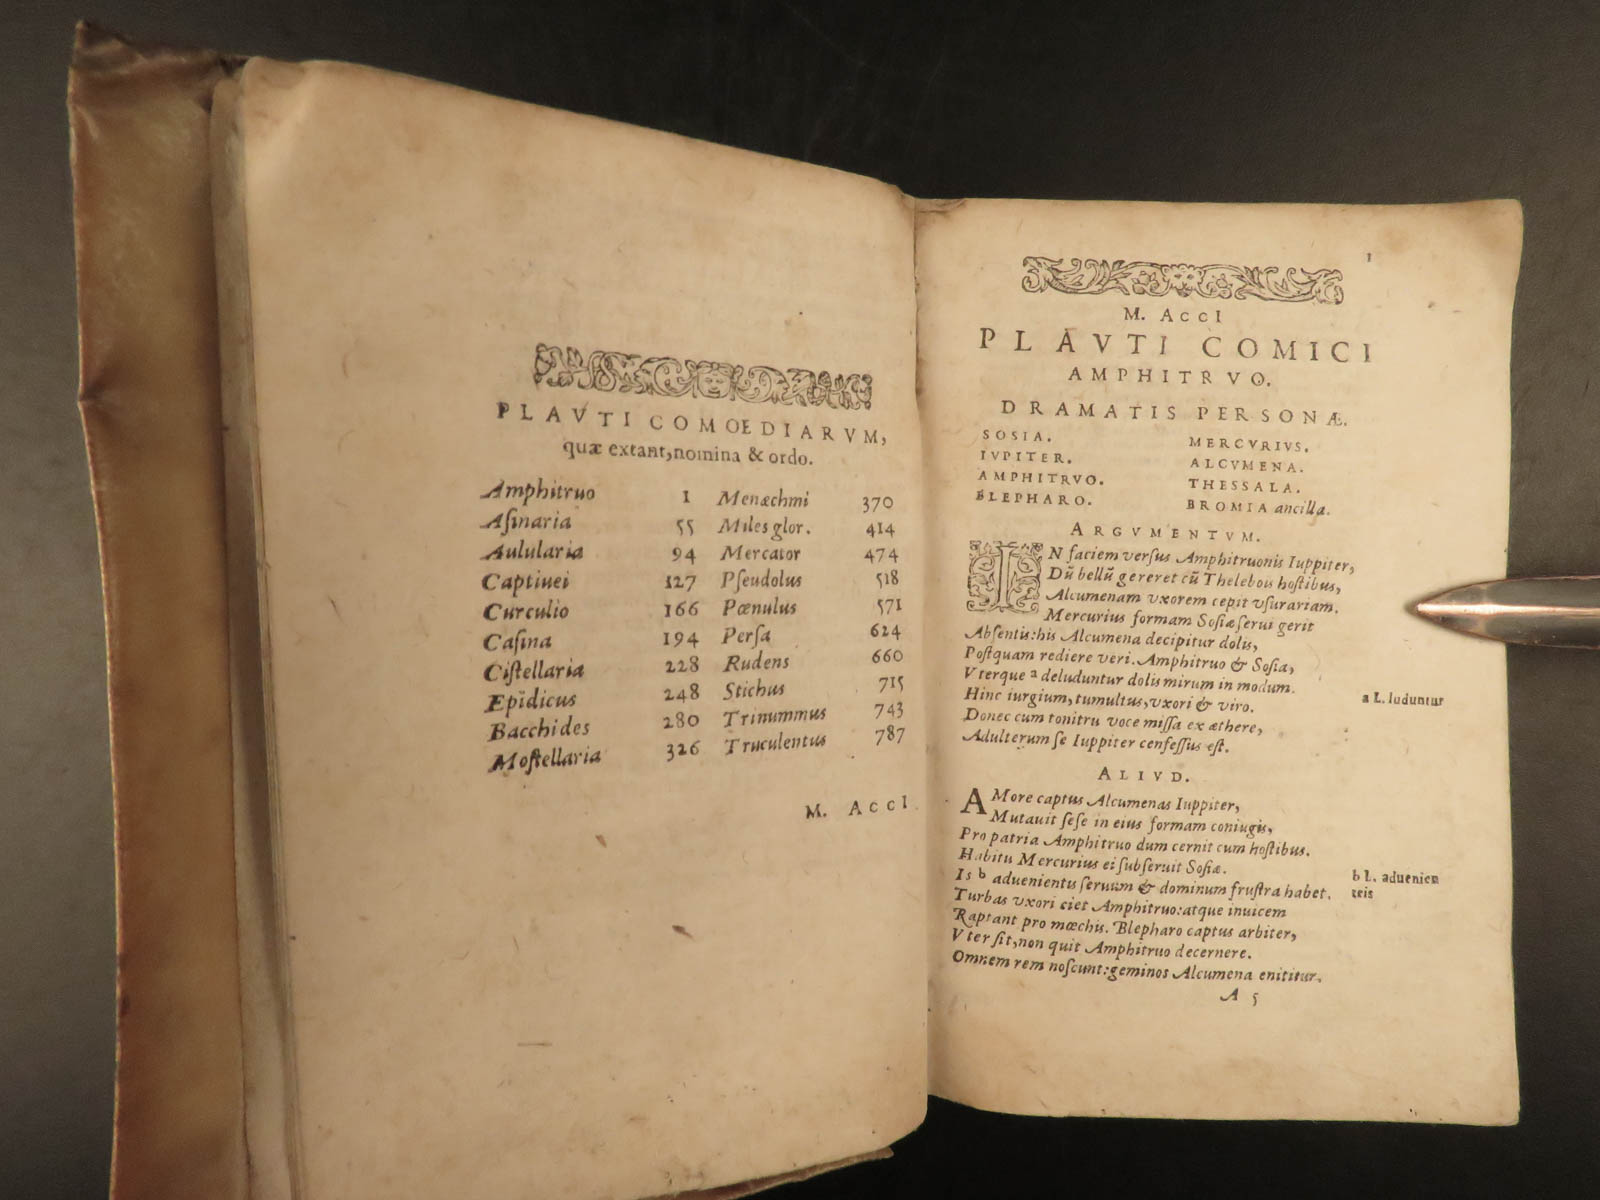 PLAVTI COMOEDIARVM,
quæ extant, nomina & ordo.
Amphitruo 1 Menæchmi 370
Aſinaria 55 Miles glor. 414
Aulularia 94 Mercator 474
Captiuei 127 Pſeudolus 518
Curculio 166 Pœnulus 571
Caſina 194 Perſa 624
Ciſtellaria 228 Rudens 660
Epidicus 248 Stichus 715
Bacchides 280 Trinummus 743
Moſtellaria 326 Truculentus 787
M. ACCI
1
M. ACCI
PLAVTI COMICI
AMPHITRVO.
DRAMATIS PERSONÆ.
SOSIA. MERCVRIVS.
IVPITER. ALCVMENA.
AMPHITRVO. THESSALA.
BLEPHARO. BROMIA ancilla.
ARGVMENTVM.
IN faciem verſus Amphitruonis Iuppiter,
Dū bellū gereret cū Thelebois hoſtibus,
Alcumenam vxorem cepit vſurariam.
Mercurius formam Soſiæ ſerui gerit
Abſentis: his Alcumena decipitur dolis,
Poſtquam rediere veri. Amphitruo & Soſia,
Vterque a deluduntur dolis mirum in modum.
a L. luduntur
Hinc iurgium, tumultus, vxori & viro.
Donec cum tonitru voce miſſa ex æthere,
Adulterum ſe Iuppiter cenfeſſus eſt.
ALIVD.
AMore captus Alcumenas Iuppiter,
Mutauit ſeſe in eius formam coniugis,
Pro patria Amphitruo dum cernit cum hoſtibus.
Habitu Mercurius ei ſubſeruit Soſiæ.
Is b aduenientis ſeruum & dominum fruſtra habet.
b L. aduenien
teis
Turbas vxori ciet Amphitruo: atque inuicem
Raptant pro mœchis. Blepharo captus arbiter,
Vter ſit, non quit Amphitruo decernere.
Omnem rem noſcunt: geminos Alcumena enititur.
A 5